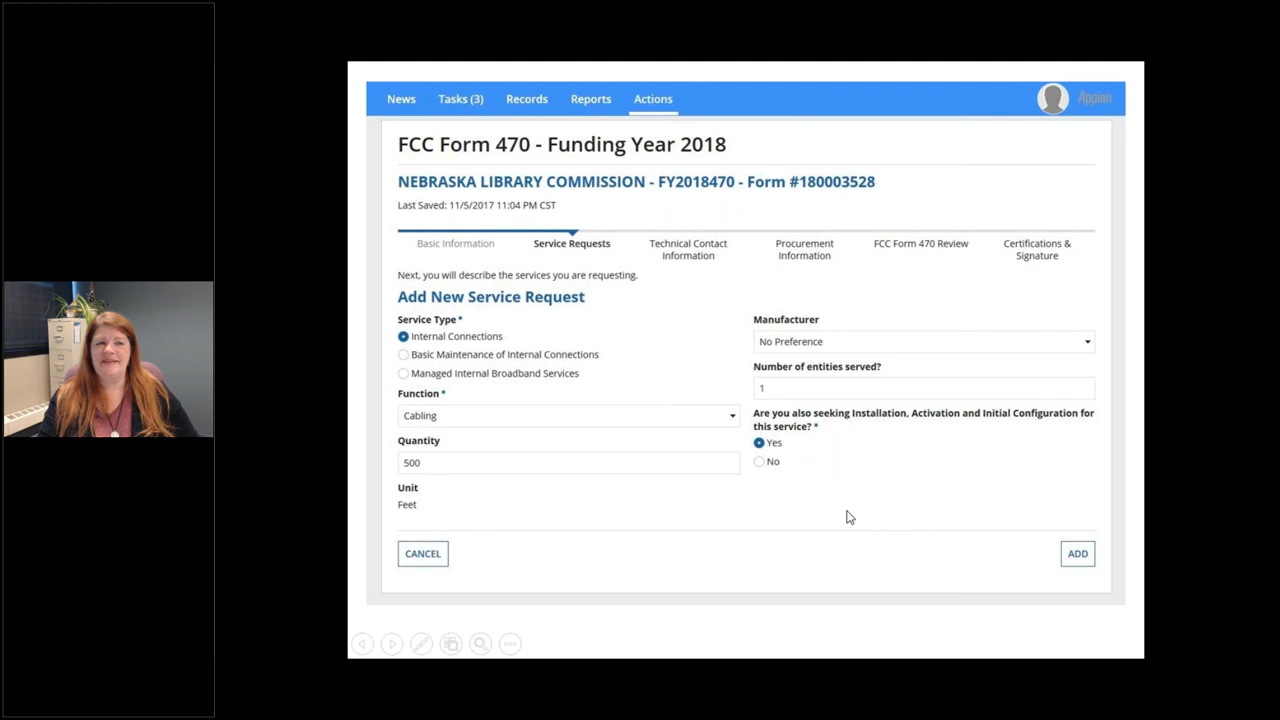 News Tasks (3) Records Reports Actions
Appian
FCC Form 470 - Funding Year 2018
NEBRASKA LIBRARY COMMISSION - FY2018470 - Form #180003528
Last Saved: 11/5/2017 11:04 PM CST
Basic Information
Service Requests
Technical Contact
Information
Procurement
Information
FCC Form 470 Review
Certifications &
Signature
Next, you will describe the services you are requesting.
Add New Service Request
Service Type *
Internal Connections
Basic Maintenance of Internal Connections
Managed Internal Broadband Services
Function *
Cabling
Quantity
500
Unit
Feet
Manufacturer
No Preference
Number of entities served?
1
Are you also seeking Installation, Activation and Initial Configuration for
this service? *
Yes
No
CANCEL
ADD